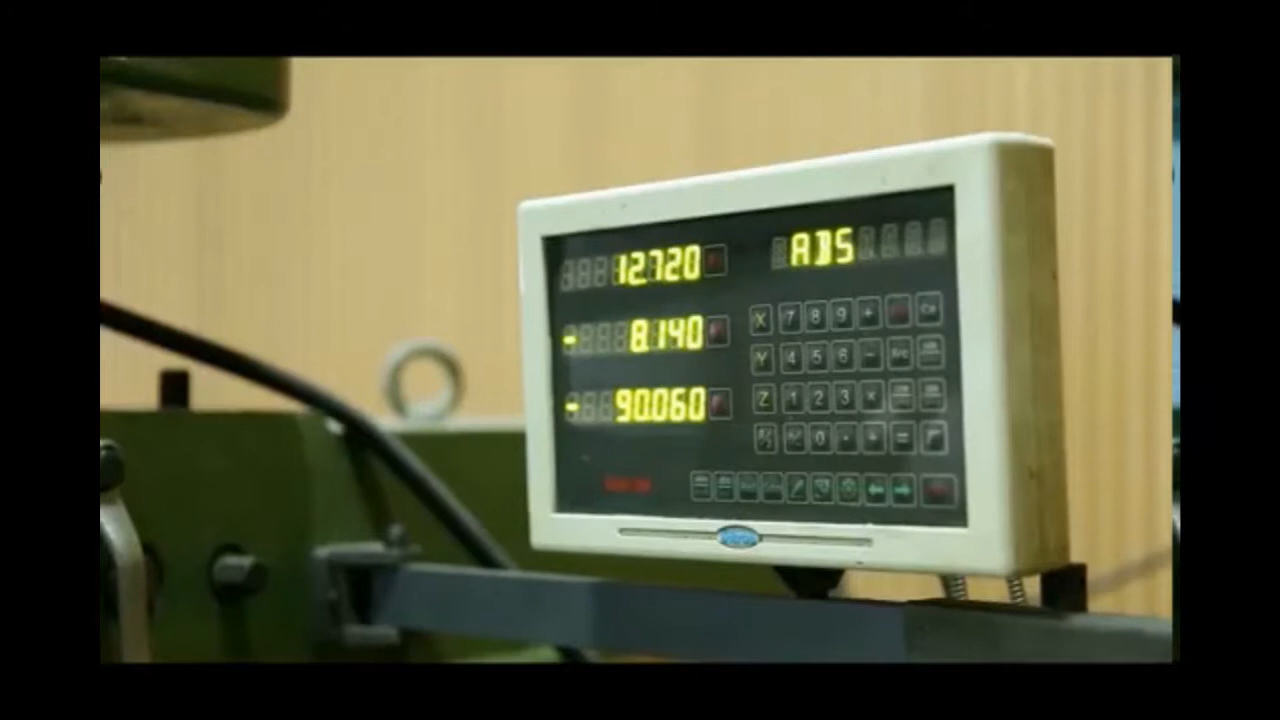 12.720
ABS
- 8.140
- 90.060
X 7 8 9 +
Y 4 5 6 -
Z 1 2 3 ×
0 . =